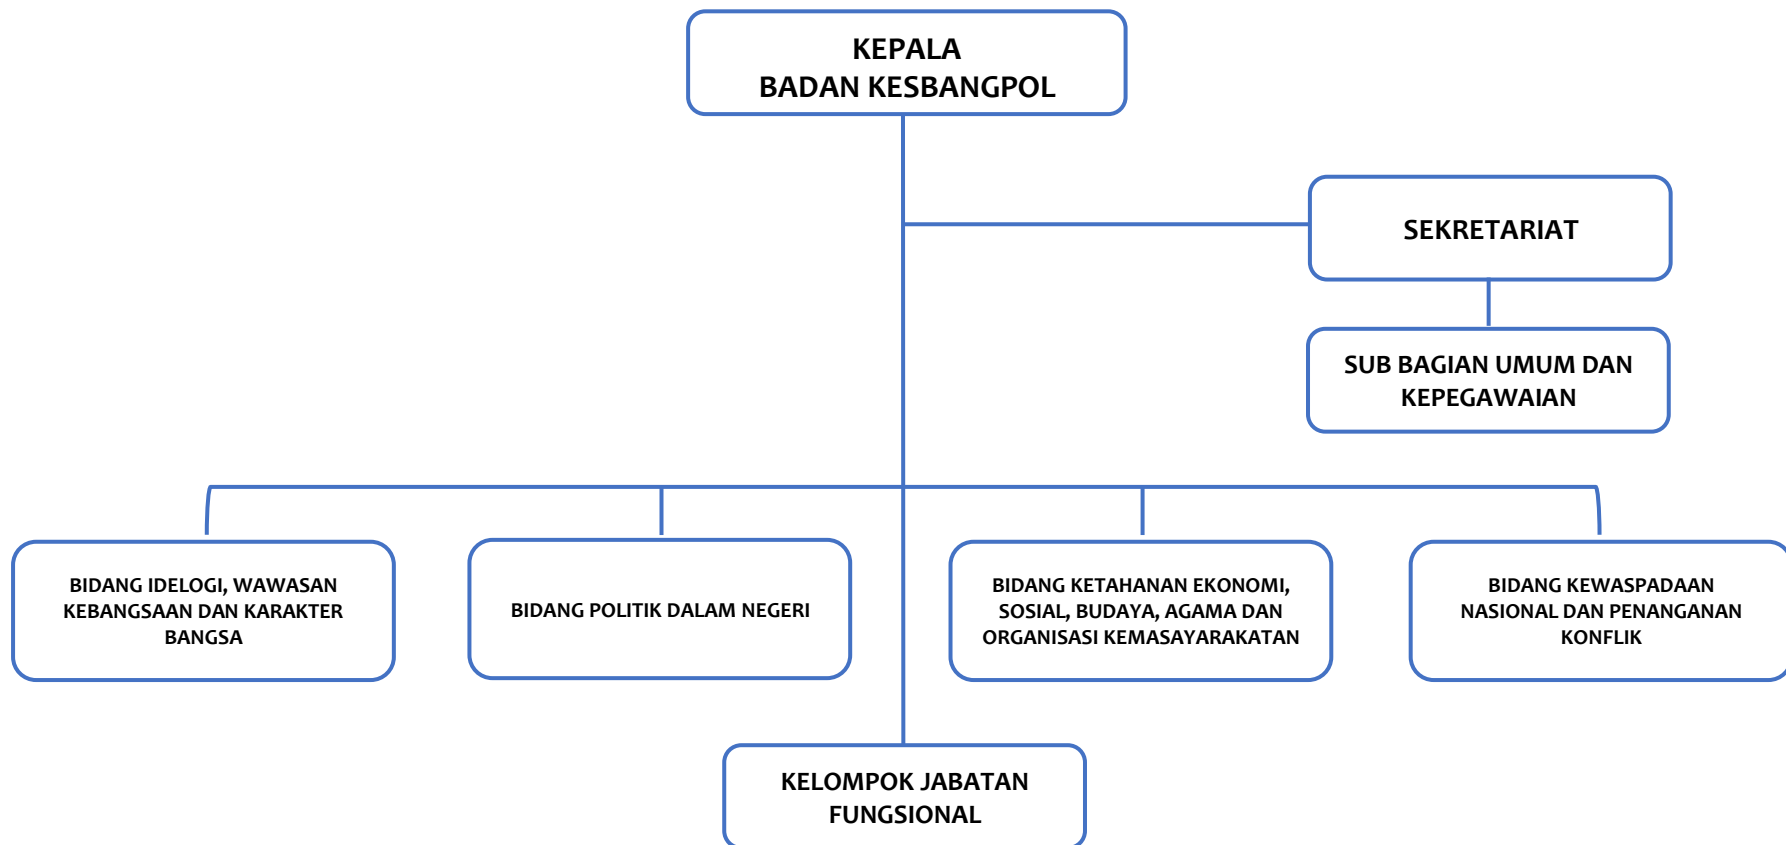 KEPALA
BADAN KESBANGPOL
SEKRETARIAT
SUB BAGIAN UMUM DAN
KEPEGAWAIAN
BIDANG IDELOGI, WAWASAN
KEBANGSAAN DAN KARAKTER
BANGSA
BIDANG POLITIK DALAM NEGERI
BIDANG KETAHANAN EKONOMI,
SOSIAL, BUDAYA, AGAMA DAN
ORGANISASI KEMASAYARAKATAN
BIDANG KEWASPADAAN
NASIONAL DAN PENANGANAN
KONFLIK
KELOMPOK JABATAN
FUNGSIONAL